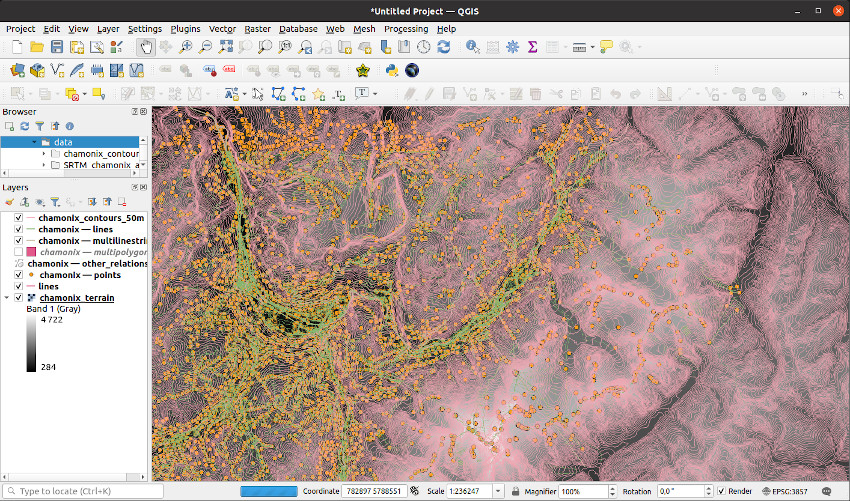 *Untitled Project — QGIS
Project Edit View Layer Settings Plugins Vector Raster Database Web Mesh Processing Help
Browser
data
chamonix_contour
SRTM_chamonix_a
Layers
chamonix_contours_50m
chamonix — lines
chamonix — multilinestri
chamonix — multipolygon
chamonix — other_relations
chamonix — points
lines
chamonix_terrain
Band 1 (Gray)
4 722
284
Type to locate (Ctrl+K)
Coordinate 782897 5788551 Scale 1:236247 Magnifier 100% Rotation 0,0 ° Render EPSG:3857